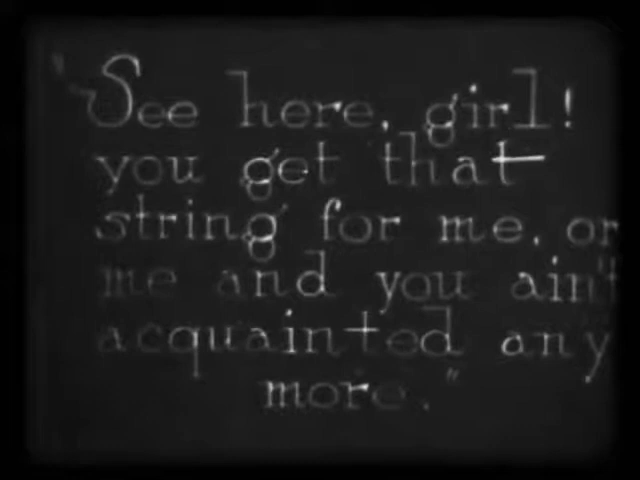 "See here, girl!
you get that
string for me, or
me and you ain't
acquainted any
more."